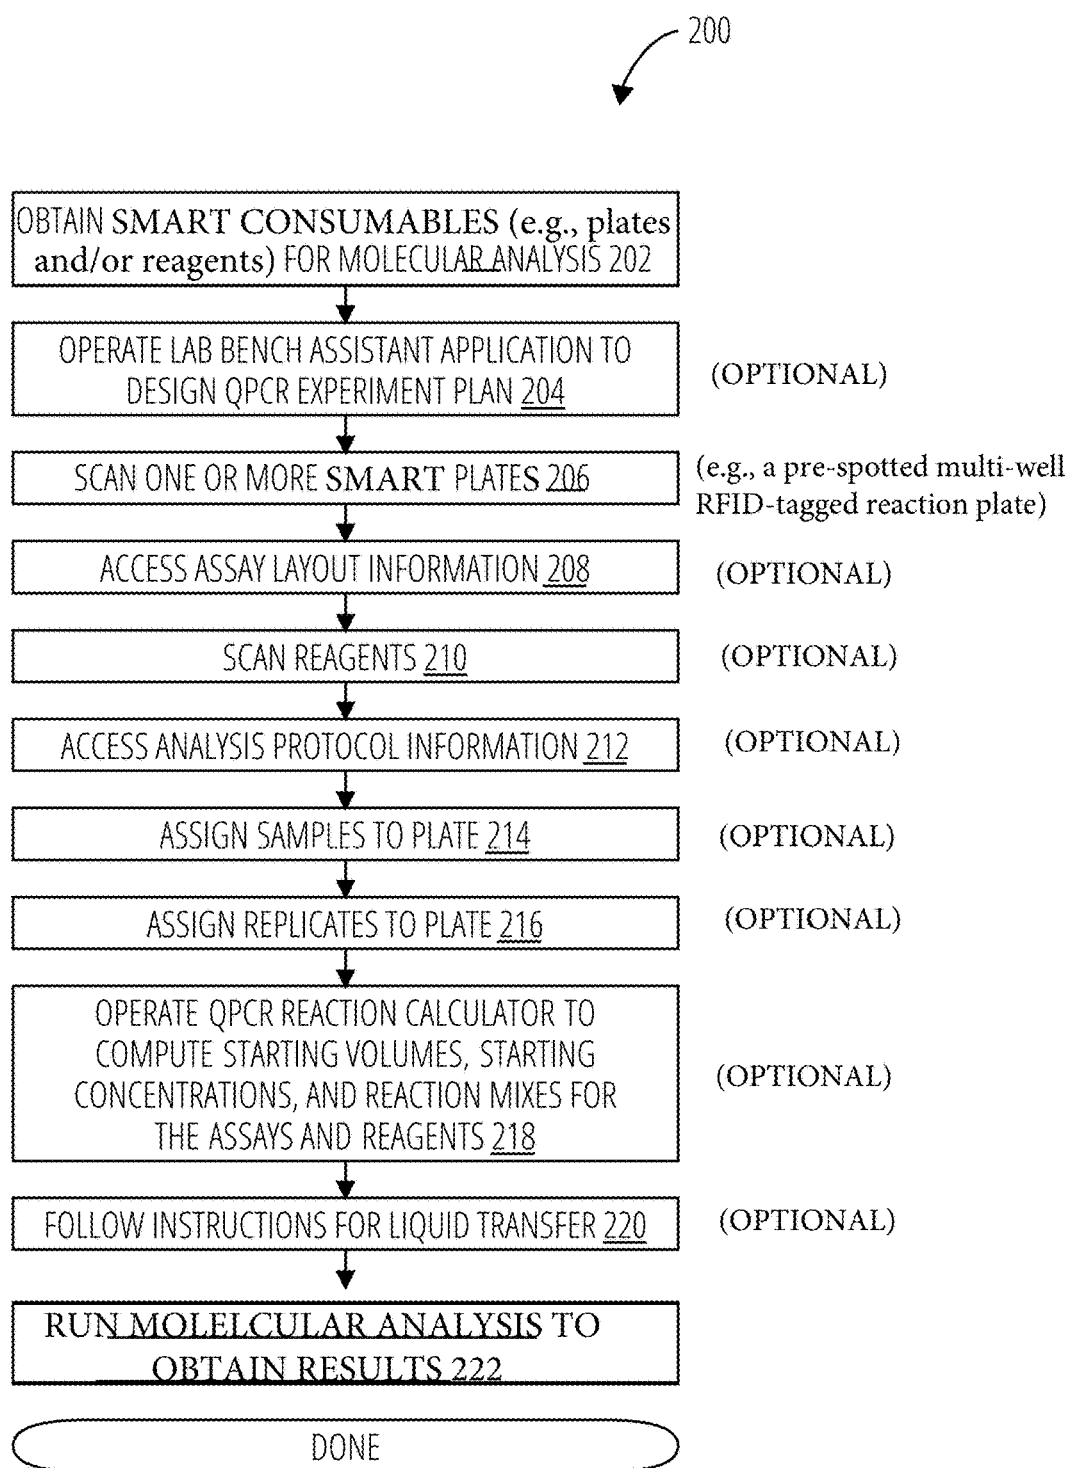 200
OBTAIN SMART CONSUMABLES (e.g., plates
and/or reagents) FOR MOLECULAR ANALYSIS 202
OPERATE LAB BENCH ASSISTANT APPLICATION TO
DESIGN QPCR EXPERIMENT PLAN 204
(OPTIONAL)
SCAN ONE OR MORE SMART PLATES 206
(e.g., a pre-spotted multi-well
RFID-tagged reaction plate)
ACCESS ASSAY LAYOUT INFORMATION 208
(OPTIONAL)
SCAN REAGENTS 210
(OPTIONAL)
ACCESS ANALYSIS PROTOCOL INFORMATION 212
(OPTIONAL)
ASSIGN SAMPLES TO PLATE 214
(OPTIONAL)
ASSIGN REPLICATES TO PLATE 216
(OPTIONAL)
OPERATE QPCR REACTION CALCULATOR TO
COMPUTE STARTING VOLUMES, STARTING
CONCENTRATIONS, AND REACTION MIXES FOR
THE ASSAYS AND REAGENTS 218
(OPTIONAL)
FOLLOW INSTRUCTIONS FOR LIQUID TRANSFER 220
(OPTIONAL)
RUN MOLELCULAR ANALYSIS TO
OBTAIN RESULTS 222
DONE